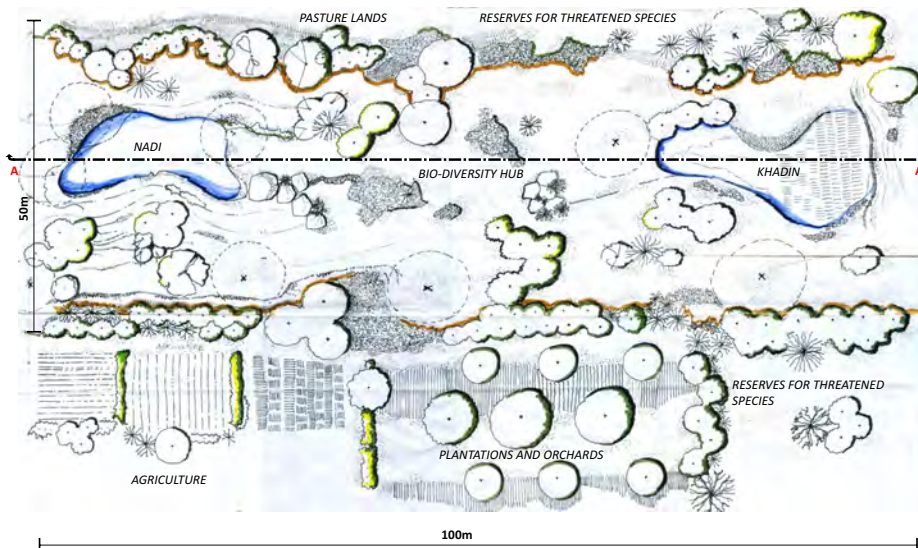 PASTURE LANDS
RESERVES FOR THREATENED SPECIES
NADI
A
A
BIO-DIVERSITY HUB
KHADIN
50m
RESERVES FOR THREATENED
SPECIES
PLANTATIONS AND ORCHARDS
AGRICULTURE
100m